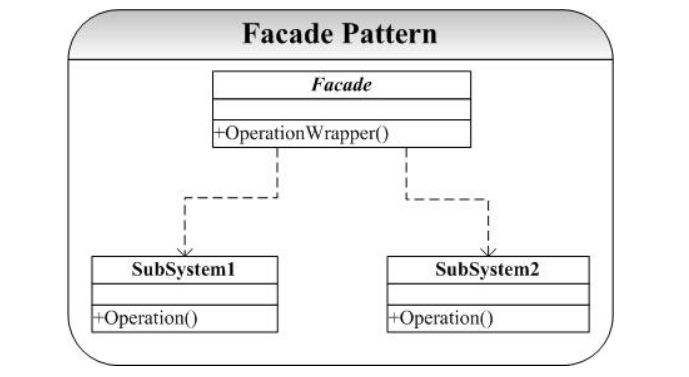 Facade Pattern
Facade
+OperationWrapper()
SubSystem1
+Operation()
SubSystem2
+Operation()